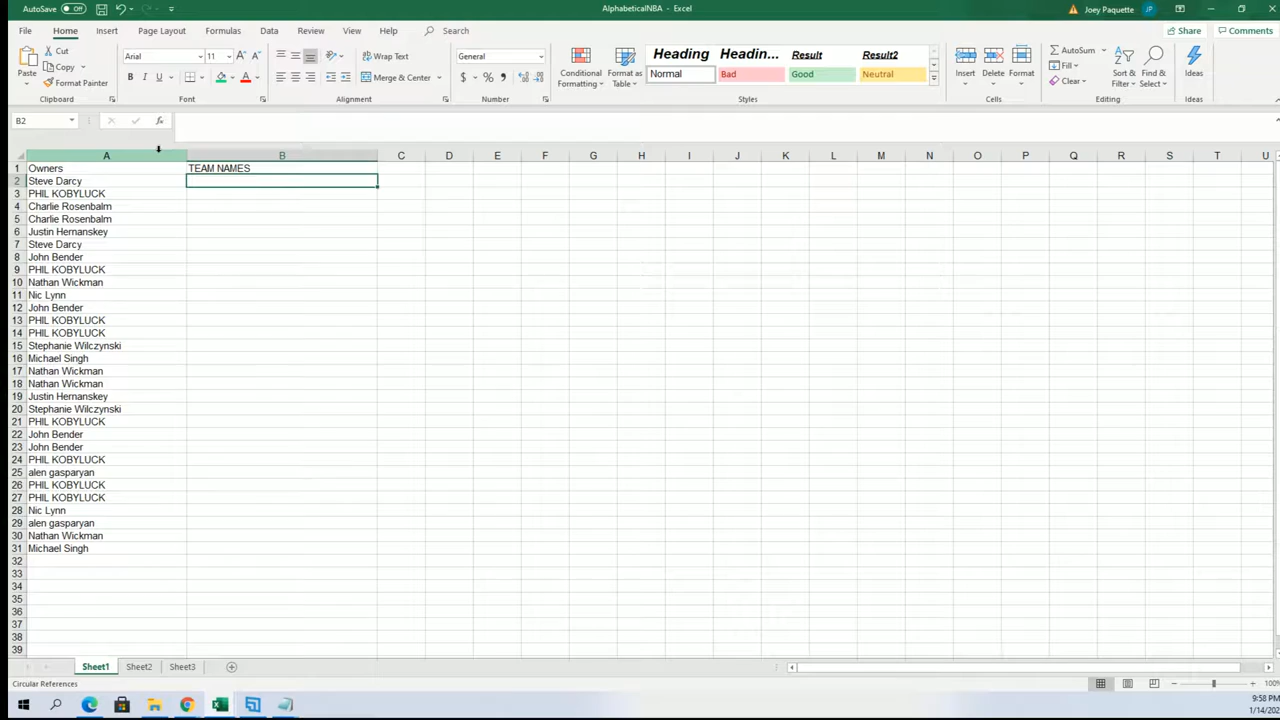 AutoSave Off
AlphabeticalNBA - Excel
Joey Paquette JP
File Home Insert Page Layout Formulas Data Review View Help Search Share Comments
Cut
Copy
Format Painter
Paste
Clipboard
Arial 11
B I U
Font
Wrap Text
Merge & Center
Alignment
General
$ % ,
Number
Conditional Formatting
Format as Table
Heading Headin... Result Result2
Normal Bad Good Neutral
Styles
Insert Delete Format
Cells
AutoSum
Fill
Clear
Sort & Filter
Find & Select
Editing
Ideas
Ideas
B2 fx
A B C D E F G H I J K L M N O P Q R S T U
1 Owners TEAM NAMES
2 Steve Darcy
3 PHIL KOBYLUCK
4 Charlie Rosenbalm
5 Charlie Rosenbalm
6 Justin Hernanskey
7 Steve Darcy
8 John Bender
9 PHIL KOBYLUCK
10 Nathan Wickman
11 Nic Lynn
12 John Bender
13 PHIL KOBYLUCK
14 PHIL KOBYLUCK
15 Stephanie Wilczynski
16 Michael Singh
17 Nathan Wickman
18 Nathan Wickman
19 Justin Hernanskey
20 Stephanie Wilczynski
21 PHIL KOBYLUCK
22 John Bender
23 John Bender
24 PHIL KOBYLUCK
25 alen gasparyan
26 PHIL KOBYLUCK
27 PHIL KOBYLUCK
28 Nic Lynn
29 alen gasparyan
30 Nathan Wickman
31 Michael Singh
32
33
34
35
36
37
38
39
Sheet1 Sheet2 Sheet3
Circular References
100%
9:58 PM
1/14/202